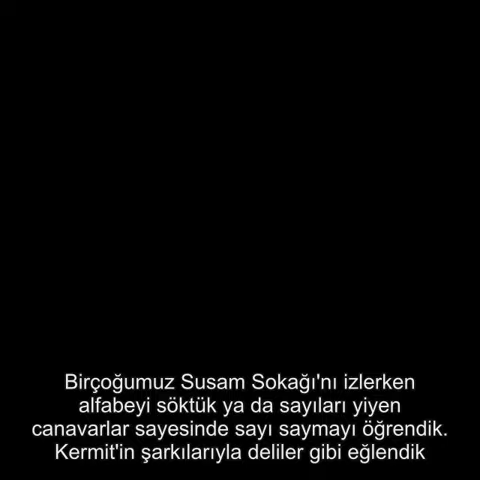 Birçoğumuz Susam Sokağı'nı izlerken
alfabeyi söktük ya da sayıları yiyen
canavarlar sayesinde sayı saymayı öğrendik.
Kermit'in şarkılarıyla deliler gibi eğlendik